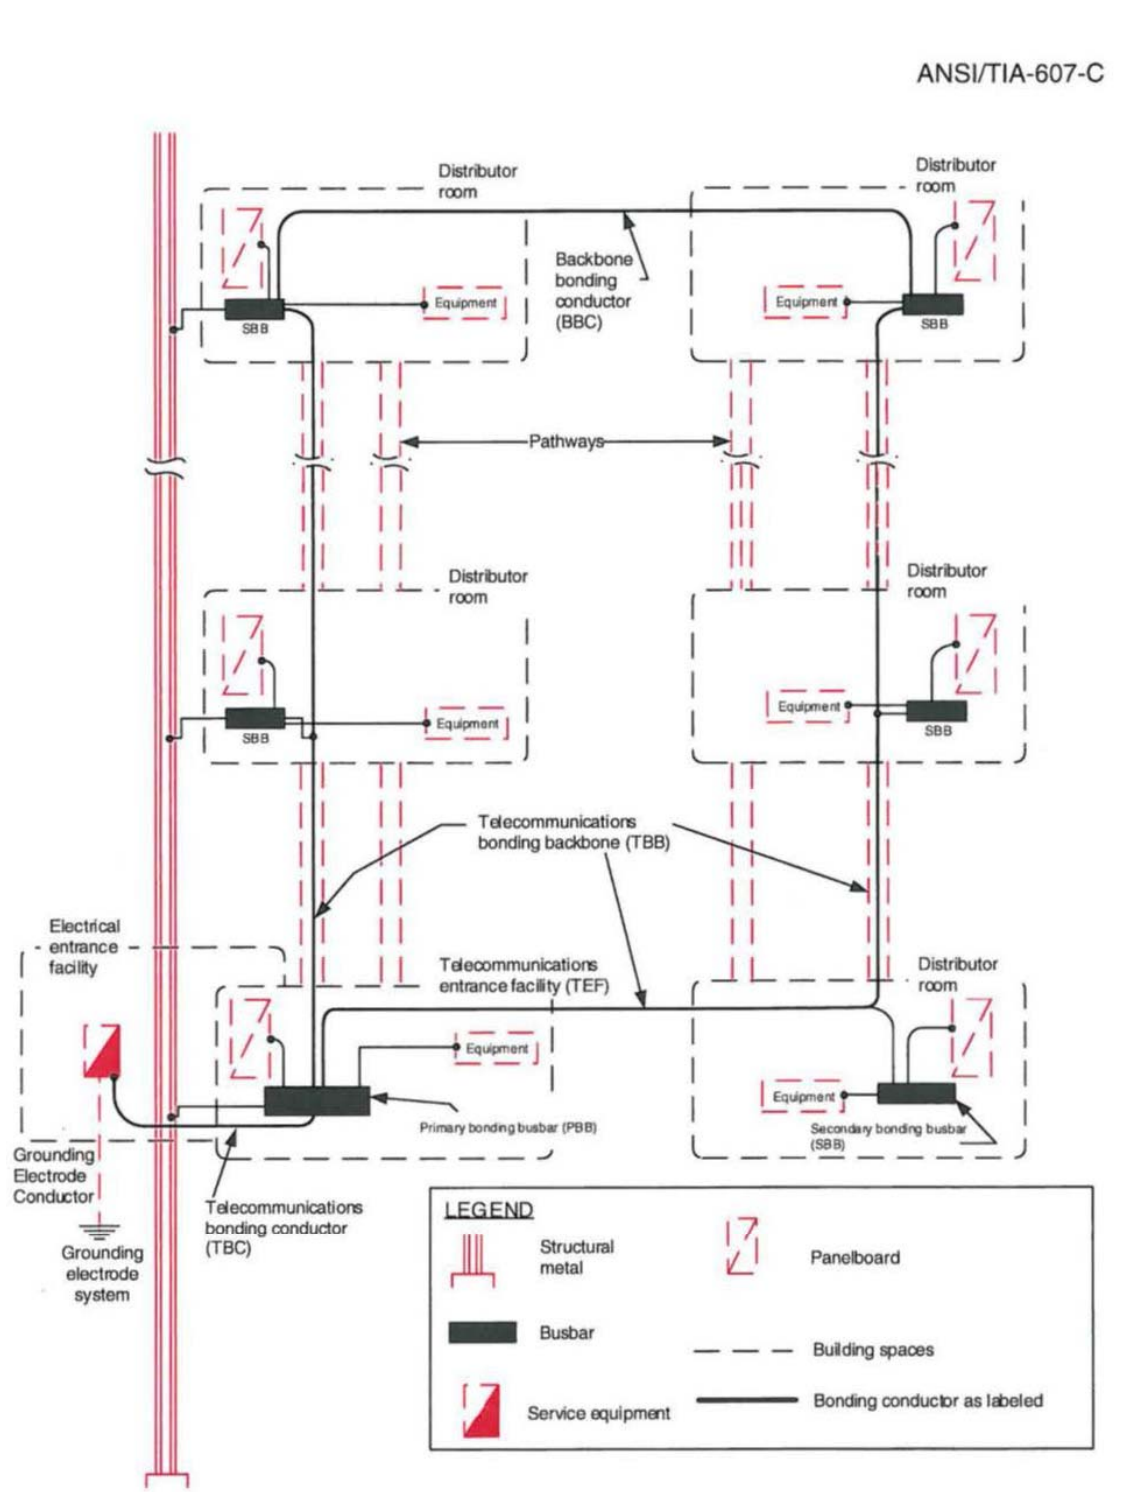 ANSI/TIA-607-C
Distributor
room
Distributor
room
Backbone
bonding
conductor
(BBC)
Equipment
Equipment
SBB
SBB
Pathways
Distributor
room
Distributor
room
Equipment
Equipment
SBB
SBB
Telecommunications
bonding backbone (TBB)
Electrical
entrance
facility
Telecommunications
entrance facility (TEF)
Distributor
room
Equipment
Equipment
Primary bonding busbar (PBB)
Secondary bonding busbar
(SBB)
Grounding
Electrode
Conductor
Telecommunications
bonding conductor
(TBC)
Grounding
electrode
system
LEGEND
Structural
metal
Panelboard
Busbar
Building spaces
Service equipment
Bonding conductor as labeled